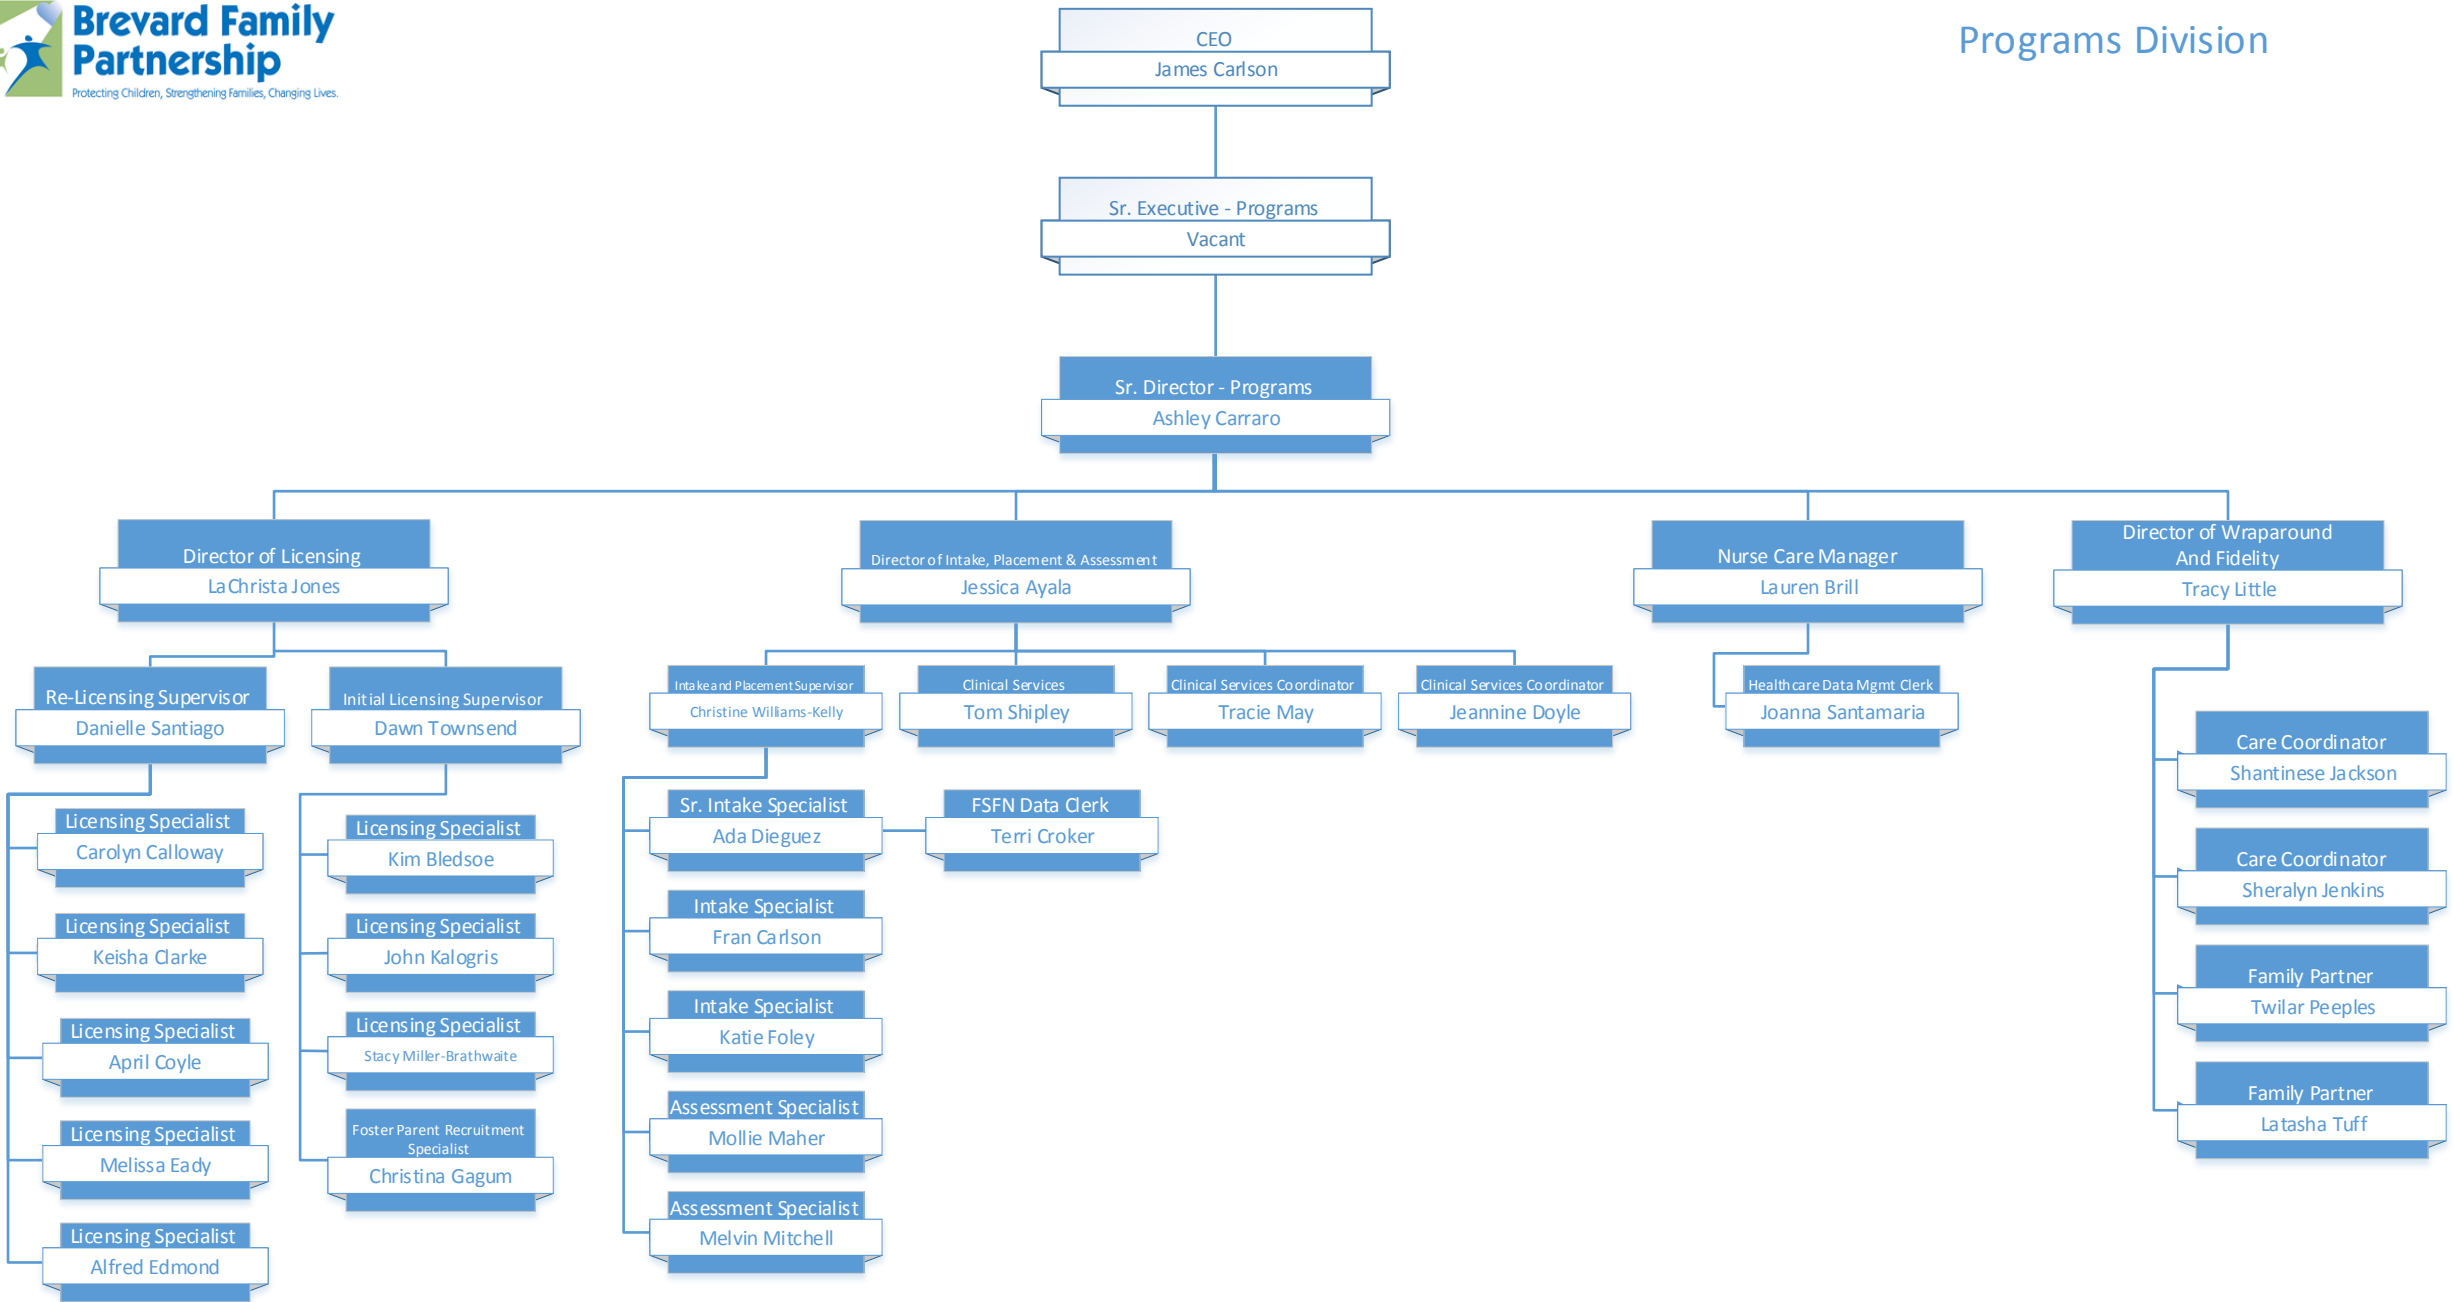 Brevard Family
Partnership
Protecting Children, Strengthening Families, Changing Lives.
Programs Division
CEO
James Carlson
Sr. Executive - Programs
Vacant
Sr. Director - Programs
Ashley Carraro
Director of Licensing
LaChrista Jones
Director of Intake, Placement & Assessment
Jessica Ayala
Nurse Care Manager
Lauren Brill
Director of Wraparound
And Fidelity
Tracy Little
Re-Licensing Supervisor
Danielle Santiago
Initial Licensing Supervisor
Dawn Townsend
Intake and Placement Supervisor
Christine Williams-Kelly
Clinical Services
Tom Shipley
Clinical Services Coordinator
Tracie May
Clinical Services Coordinator
Jeannine Doyle
Healthcare Data Mgmt Clerk
Joanna Santamaria
Licensing Specialist
Carolyn Calloway
Licensing Specialist
Keisha Clarke
Licensing Specialist
April Coyle
Licensing Specialist
Melissa Eady
Licensing Specialist
Alfred Edmond
Licensing Specialist
Kim Bledsoe
Licensing Specialist
John Kalogris
Licensing Specialist
Stacy Miller-Brathwaite
Foster Parent Recruitment
Specialist
Christina Gagum
Sr. Intake Specialist
Ada Dieguez
FSFN Data Clerk
Terri Croker
Intake Specialist
Fran Carlson
Intake Specialist
Katie Foley
Assessment Specialist
Mollie Maher
Assessment Specialist
Melvin Mitchell
Care Coordinator
Shantinese Jackson
Care Coordinator
Sheralyn Jenkins
Family Partner
Twilar Peeples
Family Partner
Latasha Tuff